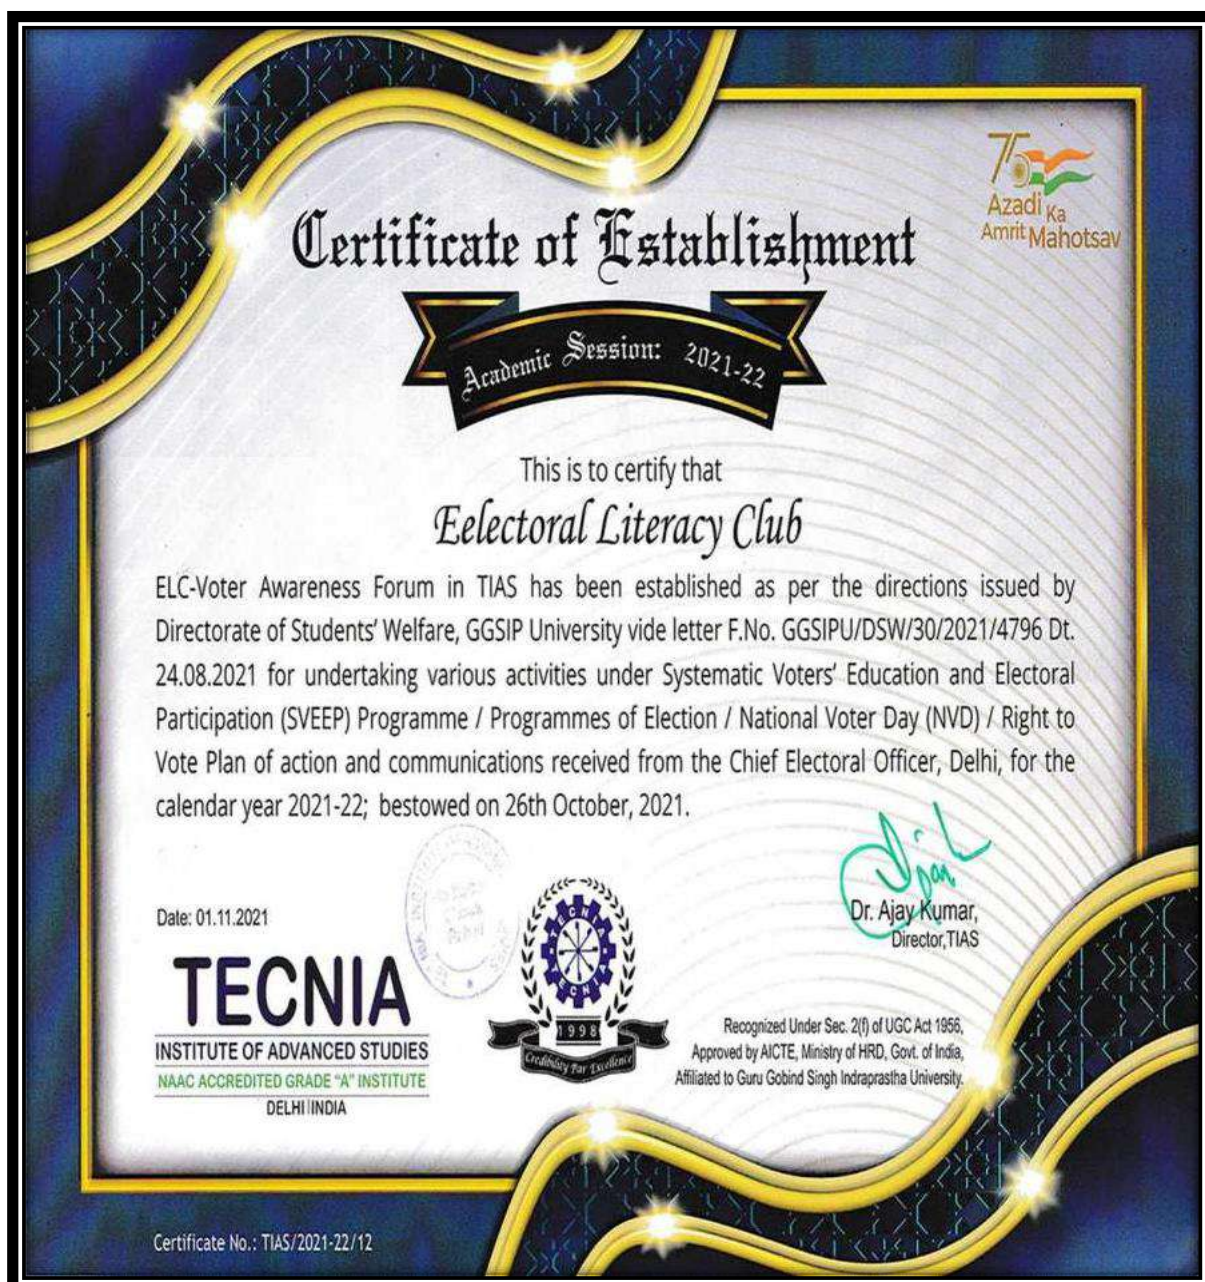 75
Azadi Ka
Amrit Mahotsav
Certificate of Establishment
Academic Session: 2021-22
This is to certify that
Eelectoral Literacy Club
ELC-Voter Awareness Forum in TIAS has been established as per the directions issued by
Directorate of Students' Welfare, GGSIP University vide letter F.No. GGSIPU/DSW/30/2021/4796 Dt.
24.08.2021 for undertaking various activities under Systematic Voters' Education and Electoral
Participation (SVEEP) Programme / Programmes of Election / National Voter Day (NVD) / Right to
Vote Plan of action and communications received from the Chief Electoral Officer, Delhi, for the
calendar year 2021-22; bestowed on 26th October, 2021.
Date: 01.11.2021
Dr. Ajay Kumar,
Director,TIAS
TECNIA
INSTITUTE OF ADVANCED STUDIES
NAAC ACCREDITED GRADE "A" INSTITUTE
DELHI INDIA
TECNIA
TECNIA
1998
Credibility Par Excellence
Recognized Under Sec. 2(f) of UGC Act 1956,
Approved by AICTE, Ministry of HRD, Govt. of India,
Affiliated to Guru Gobind Singh Indraprastha University.
Certificate No.: TIAS/2021-22/12